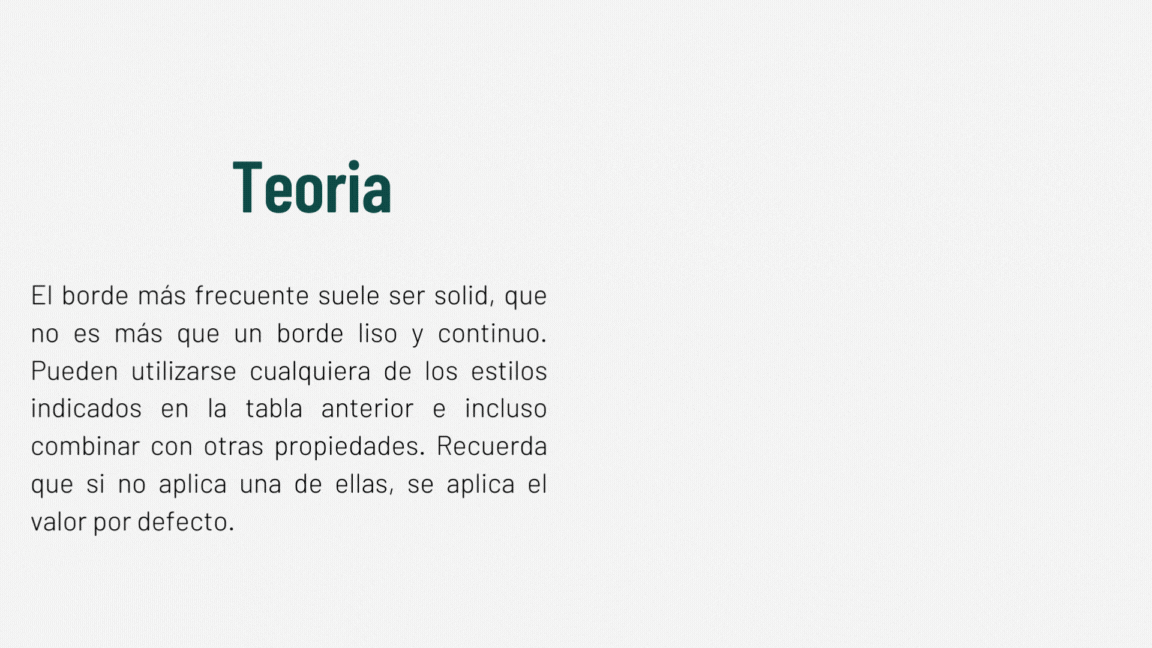 Teoria
El borde más frecuente suele ser solid, que
no es más que un borde liso y continuo.
Pueden utilizarse cualquiera de los estilos
indicados en la tabla anterior e incluso
combinar con otras propiedades. Recuerda
que si no aplica una de ellas, se aplica el
valor por defecto.